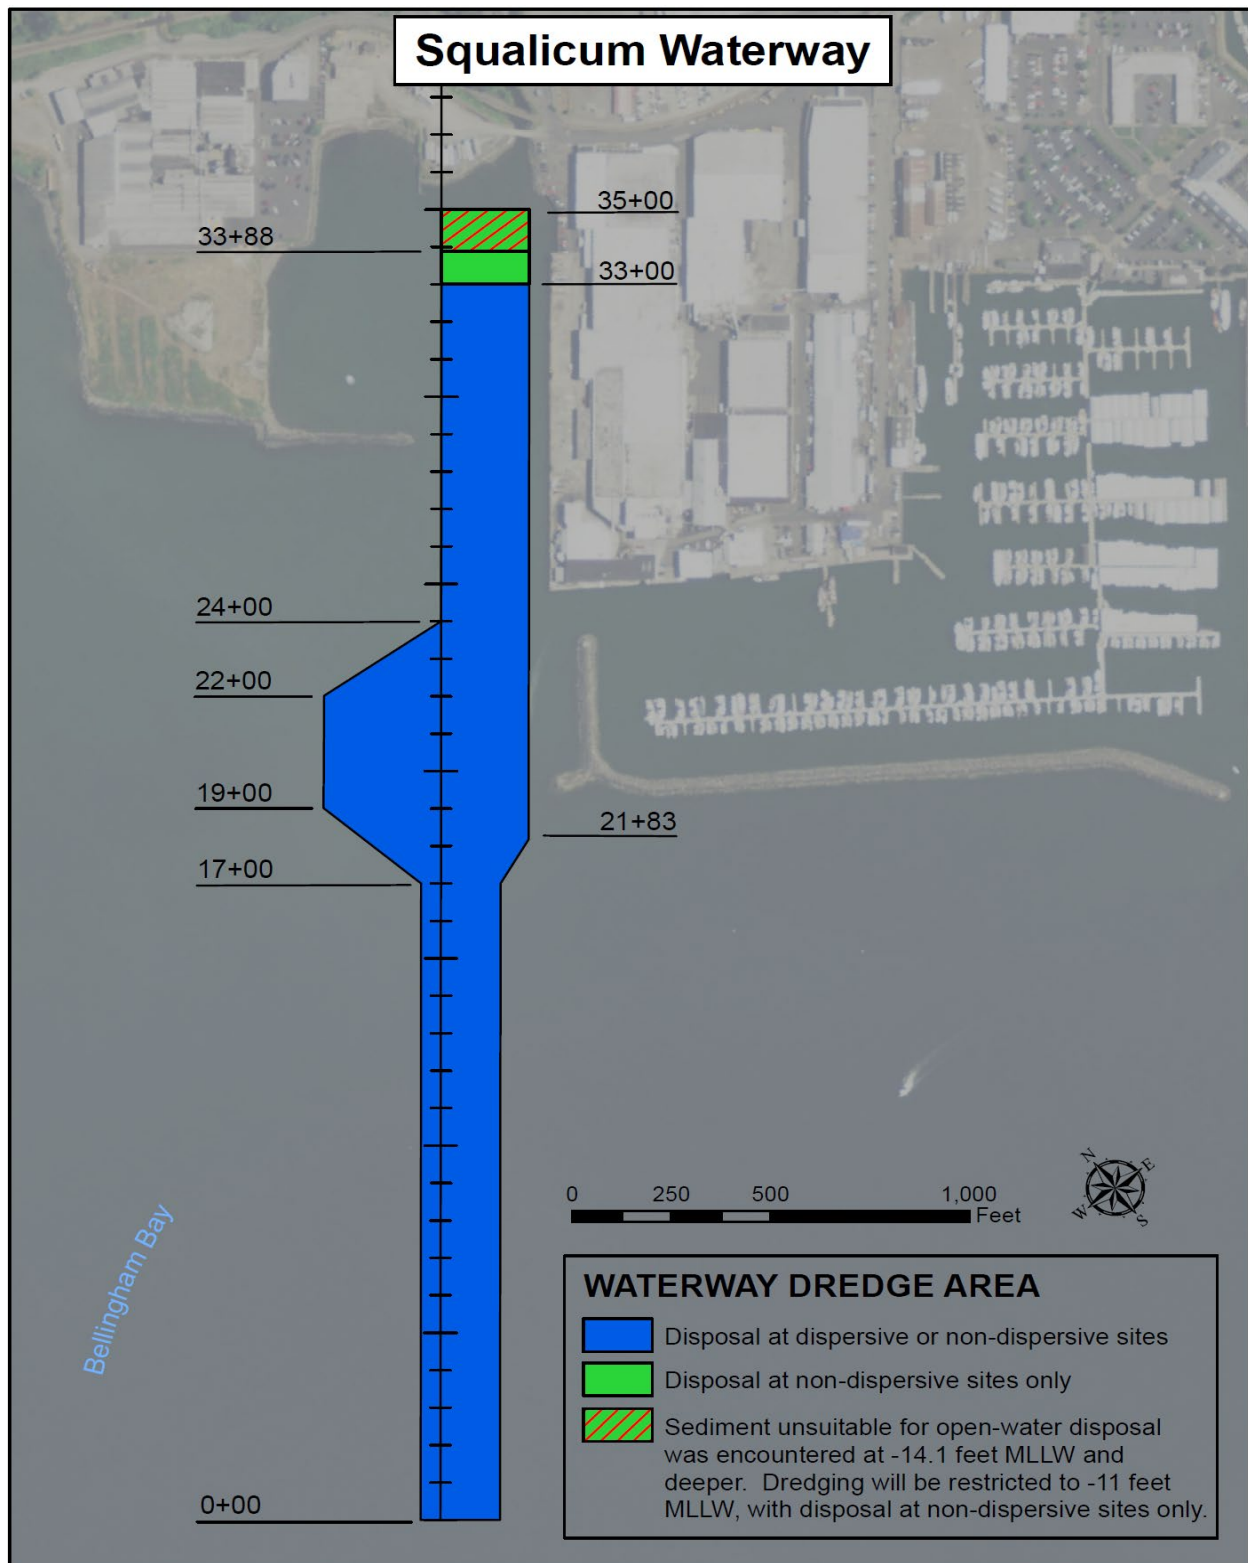 Squalicum Waterway
35+00
33+88
33+00
24+00
22+00
19+00
21+83
17+00
N
E
W
S
0 250 500 1,000
Feet
Bellingham Bay
WATERWAY DREDGE AREA
Disposal at dispersive or non-dispersive sites
Disposal at non-dispersive sites only
Sediment unsuitable for open-water disposal
was encountered at -14.1 feet MLLW and
deeper. Dredging will be restricted to -11 feet
MLLW, with disposal at non-dispersive sites only.
0+00